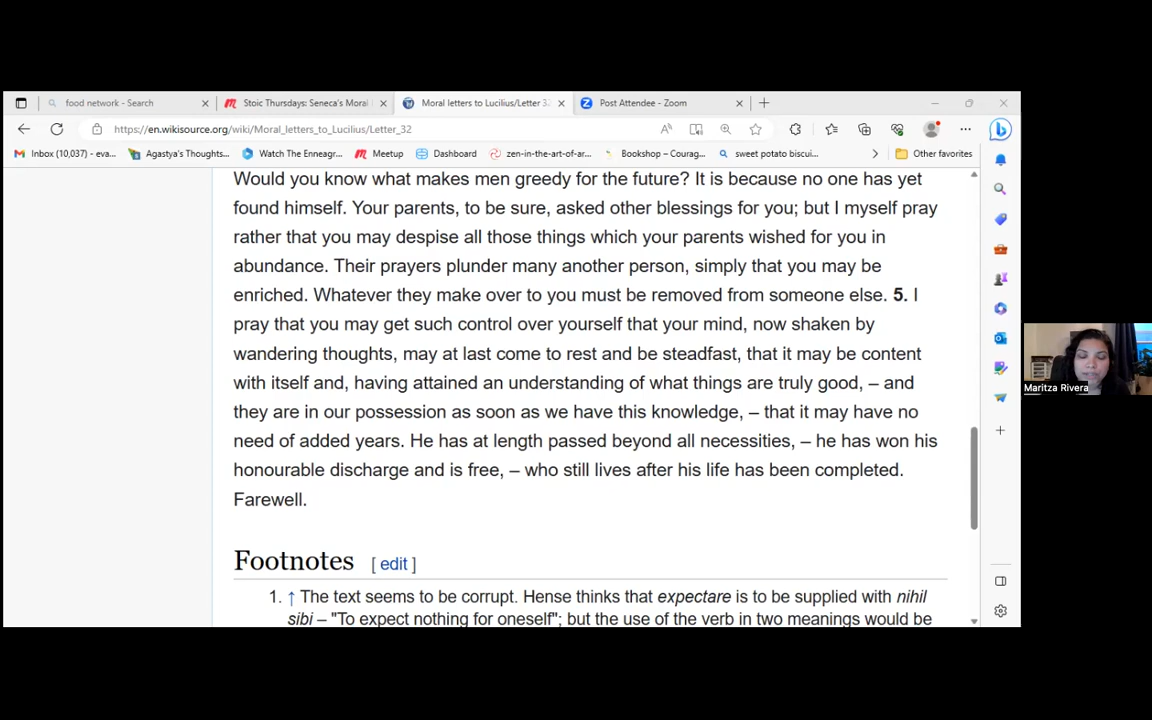 food network - Search
Stoic Thursdays: Seneca's Moral
Moral letters to Lucilius/Letter 32
Post Attendee - Zoom
https://en.wikisource.org/wiki/Moral_letters_to_Lucilius/Letter_32
Inbox (10,037) - eva...
Agastya's Thoughts...
Watch The Enneagr...
Meetup
Dashboard
zen-in-the-art-of-ar...
Bookshop – Courag...
sweet potato biscui...
Other favorites
Would you know what makes men greedy for the future? It is because no one has yet
found himself. Your parents, to be sure, asked other blessings for you; but I myself pray
rather that you may despise all those things which your parents wished for you in
abundance. Their prayers plunder many another person, simply that you may be
enriched. Whatever they make over to you must be removed from someone else. 5. I
pray that you may get such control over yourself that your mind, now shaken by
wandering thoughts, may at last come to rest and be steadfast, that it may be content
with itself and, having attained an understanding of what things are truly good, – and
they are in our possession as soon as we have this knowledge, – that it may have no
need of added years. He has at length passed beyond all necessities, – he has won his
honourable discharge and is free, – who still lives after his life has been completed.
Farewell.
Footnotes [ edit ]
1. ↑ The text seems to be corrupt. Hense thinks that expectare is to be supplied with nihil
sibi – "To expect nothing for oneself"; but the use of the verb in two meanings would be
Maritza Rivera